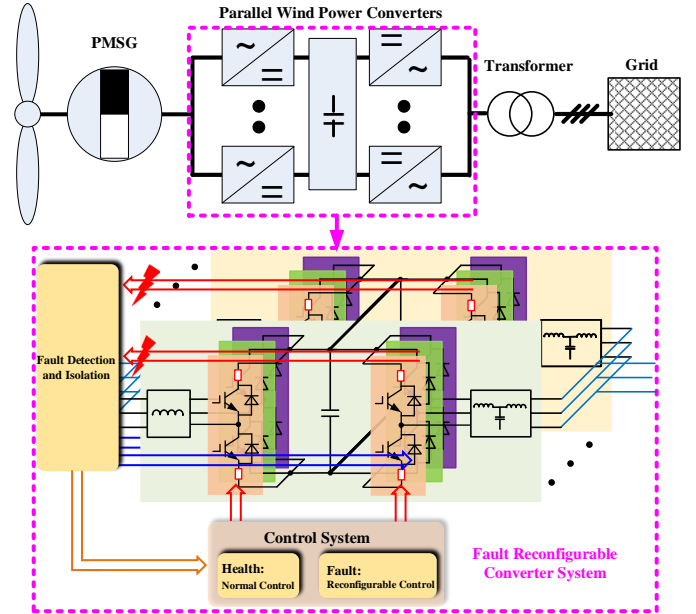 Parallel Wind Power Converters
PMSG
Transformer
Grid
Fault Detection
and Isolation
Control System
Health:
Normal Control
Fault:
Reconfigurable Control
Fault Reconfigurable
Converter System